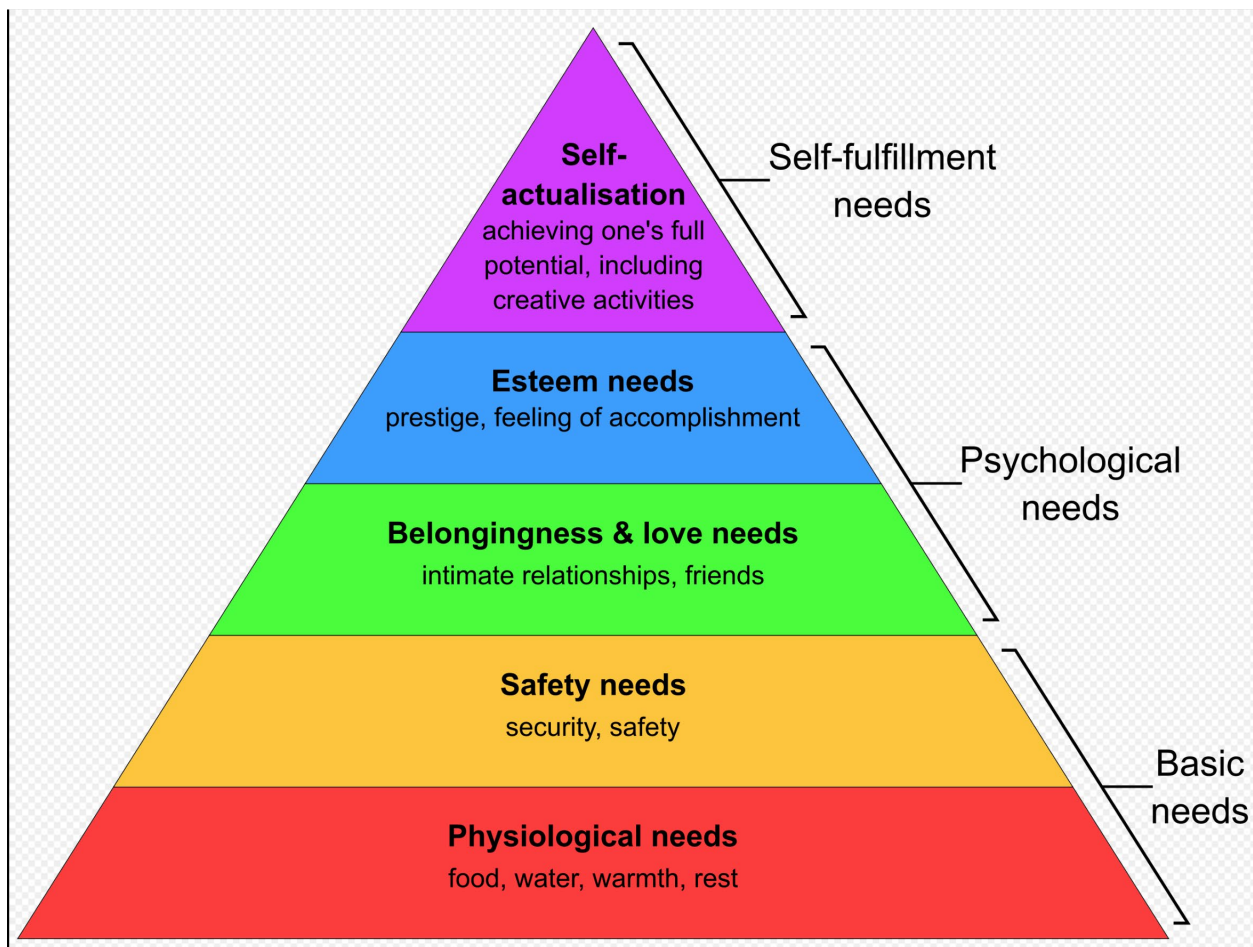 Self-
actualisation
achieving one's full
potential, including
creative activities
Self-fulfillment
needs
Esteem needs
prestige, feeling of accomplishment
Psychological
needs
Belongingness & love needs
intimate relationships, friends
Safety needs
security, safety
Basic
needs
Physiological needs
food, water, warmth, rest